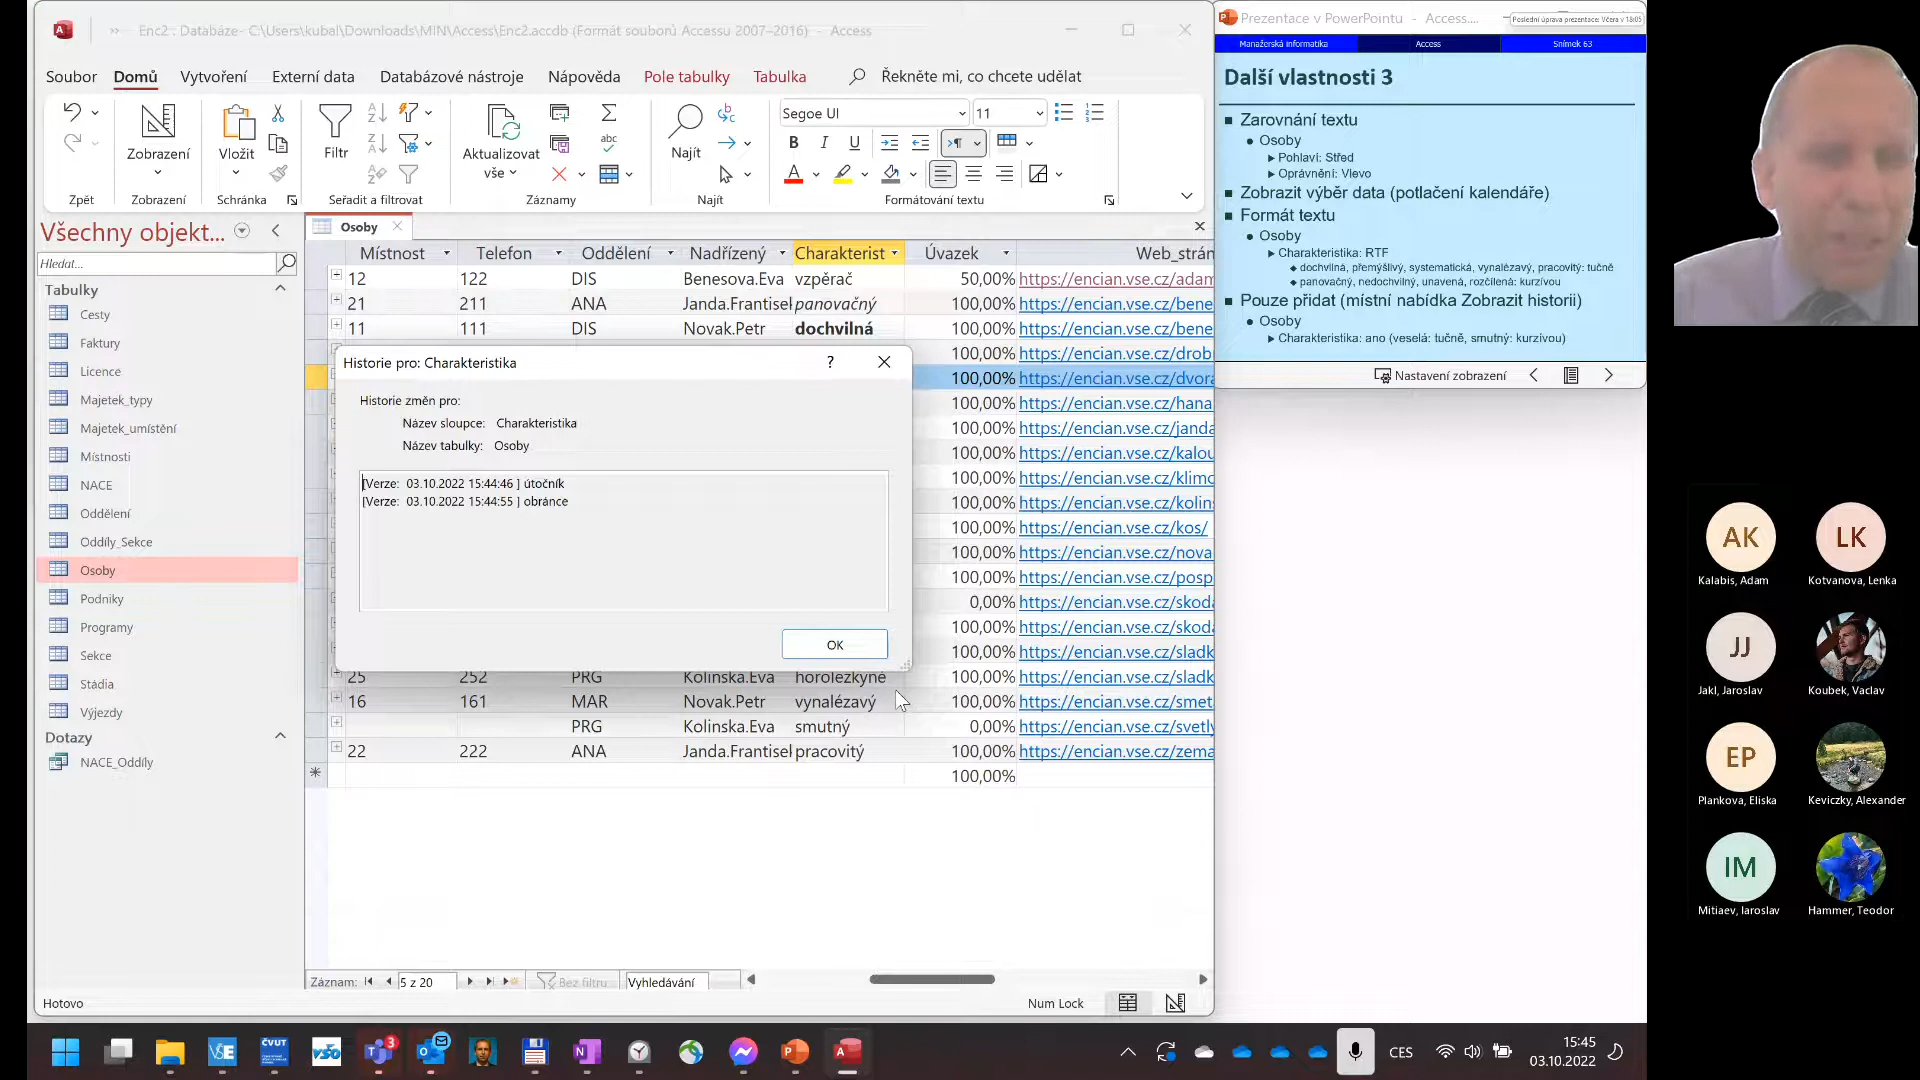 Enc2 : Databáze- C:\Users\kubal\Downloads\MIN\Access\Enc2.accdb (Formát souborů Accessu 2007–2016) - Access
Soubor Domů Vytvoření Externí data Databázové nástroje Nápověda Pole tabulky Tabulka Řekněte mi, co chcete udělat
Segoe UI 11
Zobrazení Vložit Filtr Aktualizovat vše Najít
Zpět Zobrazení Schránka Seřadit a filtrovat Záznamy Najít Formátování textu
Všechny objekt...
Hledat...
Tabulky
Cesty
Faktury
Licence
Majetek_typy
Majetek_umístění
Místnosti
NACE
Oddělení
Oddíly_Sekce
Osoby
Podniky
Programy
Sekce
Stádia
Výjezdy
Dotazy
NACE_Oddíly
Osoby
Místnost Telefon Oddělení Nadřízený Charakterist Úvazek Web_strán
12 122 DIS Benesova.Eva vzpěrač 50,00% https://encian.vse.cz/adam
21 211 ANA Janda.Frantisel panovačný 100,00% https://encian.vse.cz/bene
11 111 DIS Novak.Petr dochvilná 100,00% https://encian.vse.cz/bene
100,00% https://encian.vse.cz/drob
100,00% https://encian.vse.cz/dvora
100,00% https://encian.vse.cz/hana
100,00% https://encian.vse.cz/janda
100,00% https://encian.vse.cz/kalou
100,00% https://encian.vse.cz/klimo
100,00% https://encian.vse.cz/kolin
100,00% https://encian.vse.cz/kos/
100,00% https://encian.vse.cz/nova
100,00% https://encian.vse.cz/posp
0,00% https://encian.vse.cz/skoda
100,00% https://encian.vse.cz/skoda
100,00% https://encian.vse.cz/sladk
25 252 PRG Kolinska.Eva horolezkyně 100,00% https://encian.vse.cz/sladk
16 161 MAR Novak.Petr vynalézavý 100,00% https://encian.vse.cz/smet
PRG Kolinska.Eva smutný 0,00% https://encian.vse.cz/svetly
22 222 ANA Janda.Frantisel pracovitý 100,00% https://encian.vse.cz/zema
100,00%
Historie pro: Charakteristika
Historie změn pro:
Název sloupce: Charakteristika
Název tabulky: Osoby
[Verze: 03.10.2022 15:44:46 ] útočník
[Verze: 03.10.2022 15:44:55 ] obránce
OK
Záznam: 5 z 20 Bez filtru Vyhledávání
Hotovo Num Lock
Prezentace v PowerPointu - Access....
Poslední úprava prezentace: Včera v 18:05
Manažerská informatika Access Snímek 63
Další vlastnosti 3
Zarovnání textu
Osoby
Pohlaví: Střed
Oprávnění: Vlevo
Zobrazit výběr data (potlačení kalendáře)
Formát textu
Osoby
Charakteristika: RTF
dochvilná, přemýšlivý, systematická, vynalézavý, pracovitý: tučně
panovačný, nedochvilný, unavená, rozčílená: kurzívou
Pouze přidat (místní nabídka Zobrazit historii)
Osoby
Charakteristika: ano (veselá: tučně, smutný: kurzívou)
Nastavení zobrazení
AK LK
Kalabis, Adam Kotvanova, Lenka
JJ
Jakl, Jaroslav Koubek, Vaclav
EP
Plankova, Eliska Keviczky, Alexander
IM
Mitiaev, Iaroslav Hammer, Teodor
VŠE ČVUT všo 3 CES 15:45
03.10.2022